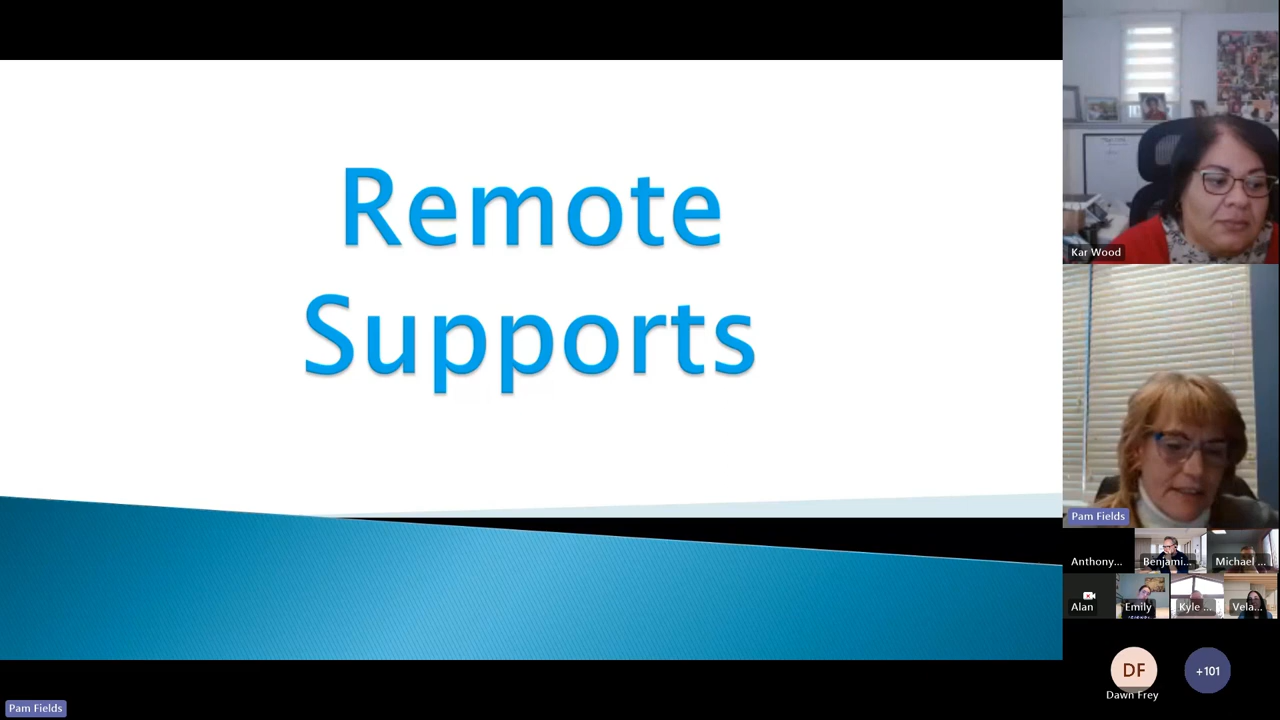 Remote
Supports
Kar Wood
Pam Fields
Anthony...
Benjami...
Michael ...
Alan
Emily
Kyle ...
Vela...
DF
+101
Dawn Frey
Pam Fields